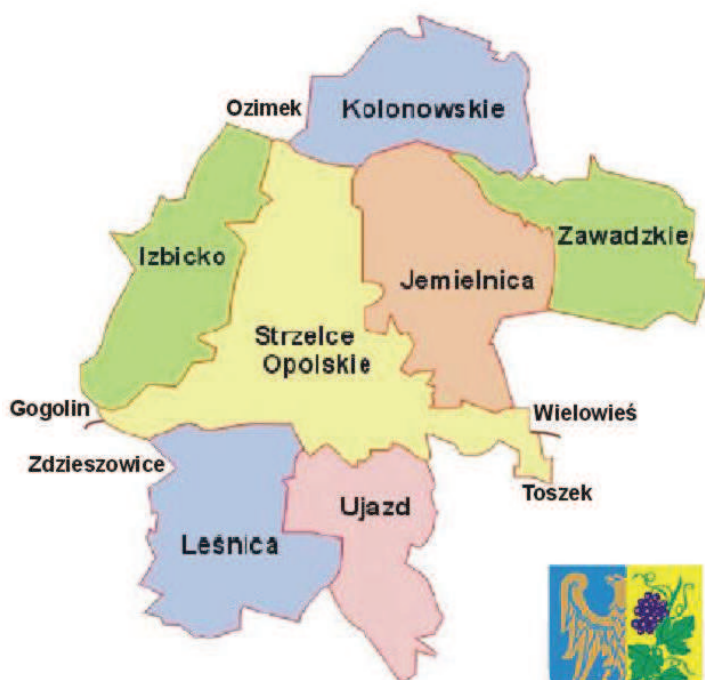 Ozimek
Kolonowskie
Izbicko
Zawadzkie
Jemielnica
Strzelce
Opolskie
Gogolin
Wielowieś
Zdzieszowice
Toszek
Ujazd
Leśnica